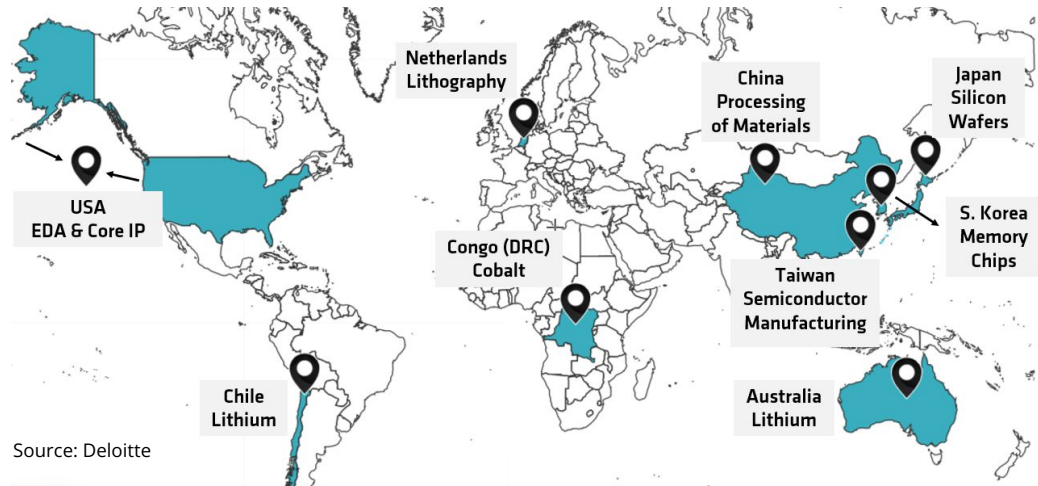 Netherlands
Lithography
China
Processing
of Materials
Japan
Silicon
Wafers
USA
EDA & Core IP
Congo (DRC)
Cobalt
S. Korea
Memory
Chips
Taiwan
Semiconductor
Manufacturing
Chile
Lithium
Australia
Lithium
Source: Deloitte